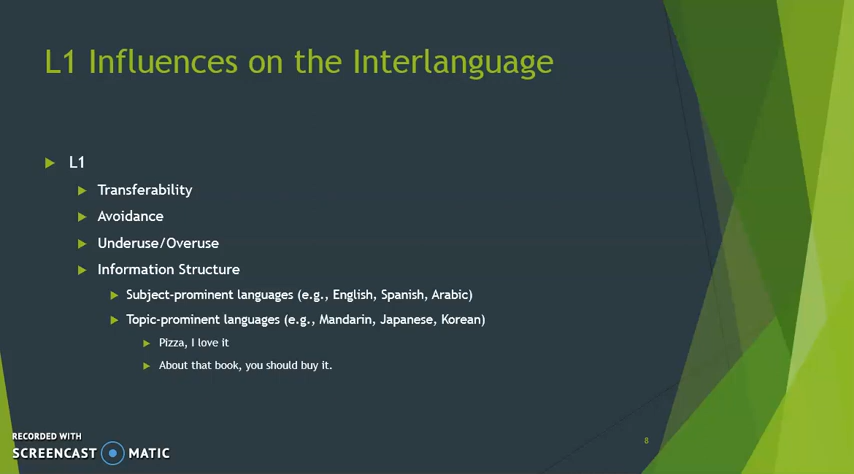 L1 Influences on the Interlanguage
L1
Transferability
Avoidance
Underuse/Overuse
Information Structure
Subject-prominent languages (e.g., English, Spanish, Arabic)
Topic-prominent languages (e.g., Mandarin, Japanese, Korean)
Pizza, I love it
About that book, you should buy it.
RECORDED WITH
SCREENCAST MATIC
8